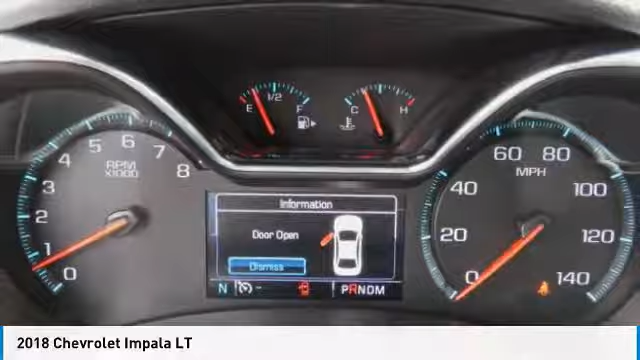 E 1/2 F
C H
RPM
X1000
0 1 2 3 4 5 6 7 8
MPH
0 20 40 60 80 100 120 140
Information
Door Open
Dismiss
N PRNDM
2018 Chevrolet Impala LT